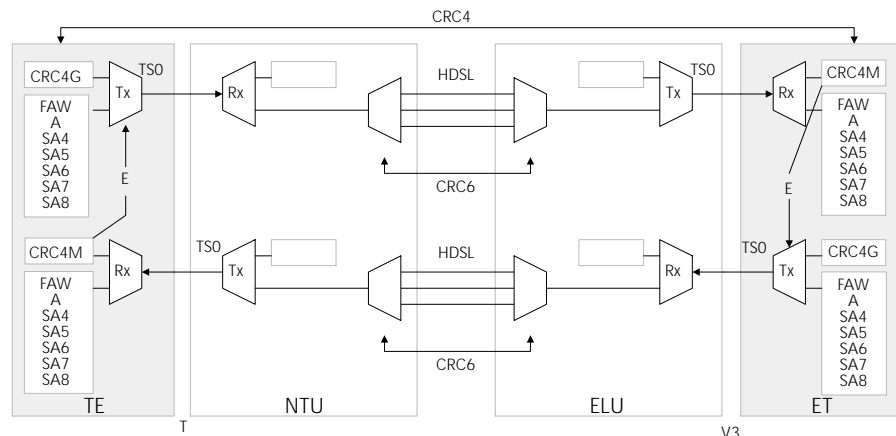 CRC4
CRC4G
TS0
Tx
FAW
A
SA4
SA5
SA6
SA7
SA8
E
CRC4M
TS0
Rx
FAW
A
SA4
SA5
SA6
SA7
SA8
TE
T
Rx
HDSL
CRC6
Tx
HDSL
CRC6
NTU
TS0
Tx
Rx
ELU
V3
Rx
CRC4M
FAW
A
SA4
SA5
SA6
SA7
SA8
E
TS0
Tx
CRC4G
FAW
A
SA4
SA5
SA6
SA7
SA8
ET